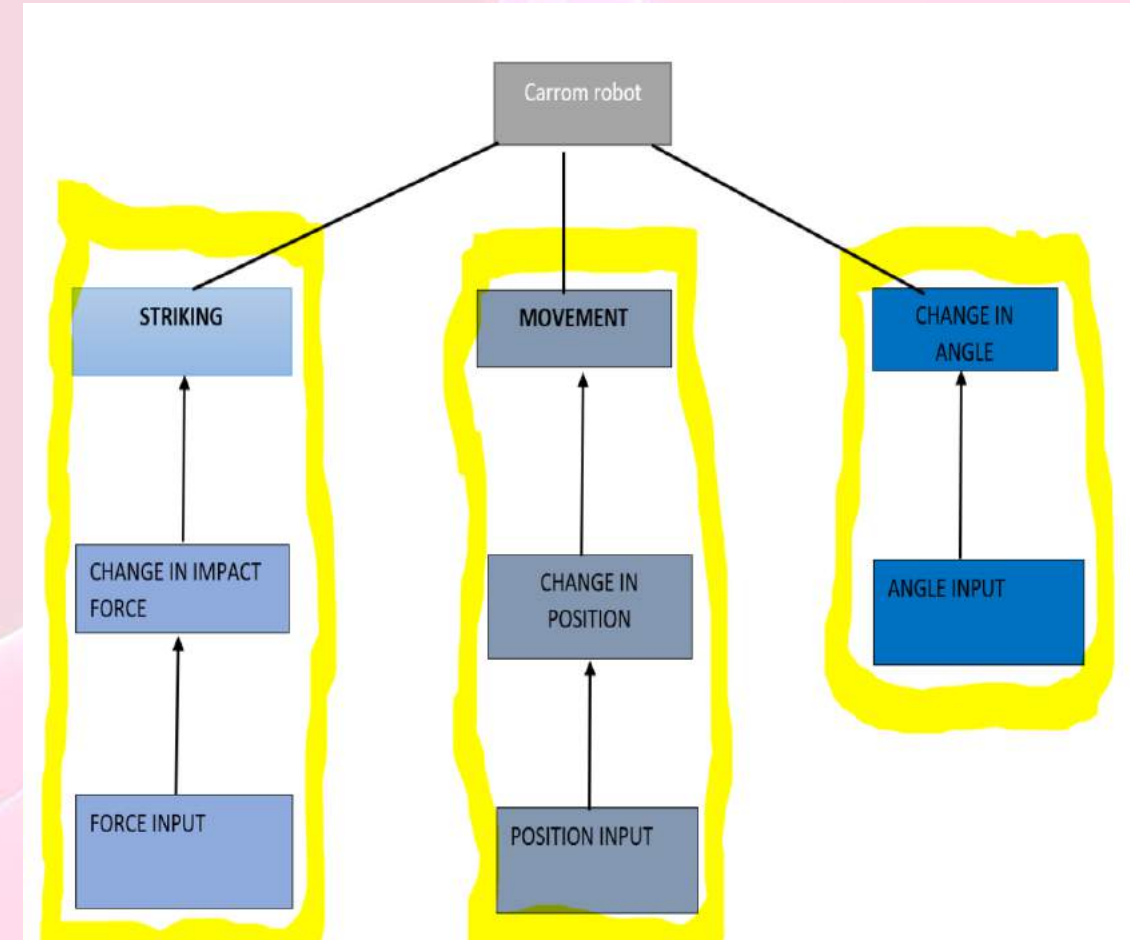 Carrom robot
STRIKING
MOVEMENT
CHANGE IN
ANGLE
CHANGE IN IMPACT
FORCE
CHANGE IN
POSITION
ANGLE INPUT
FORCE INPUT
POSITION INPUT